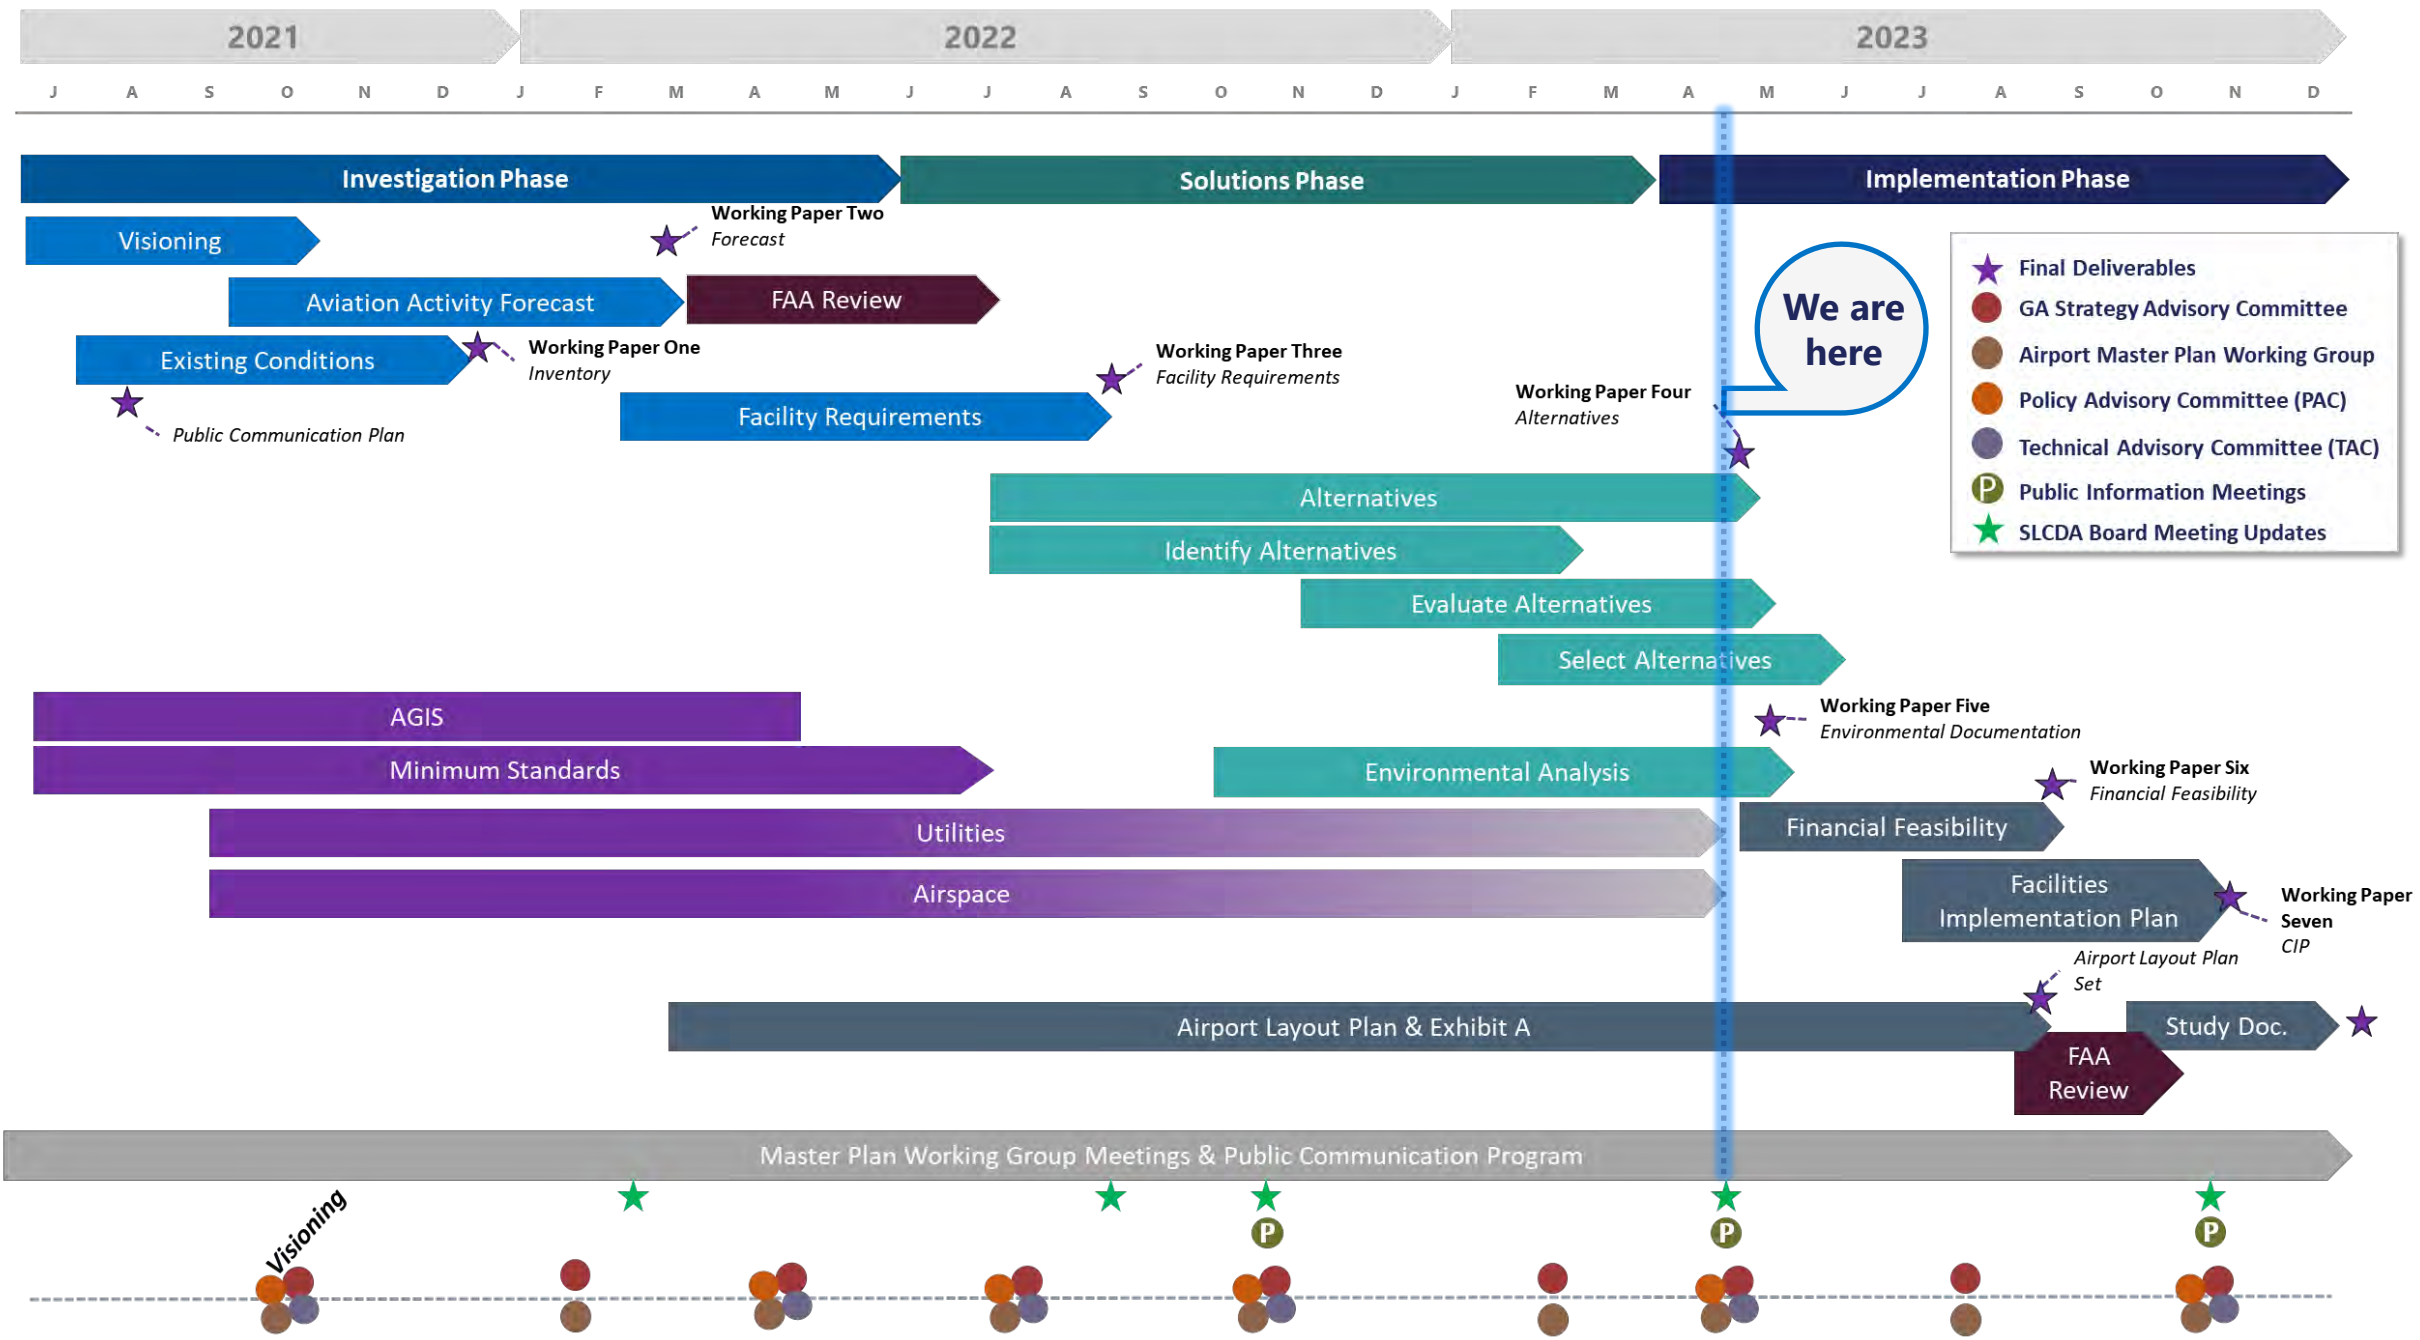 2021
2022
2023
J A S O N D J F M A M J J A S O N D J F M A M J J A S O N D
Investigation Phase
Solutions Phase
Implementation Phase
Visioning
Working Paper Two
Forecast
Aviation Activity Forecast
FAA Review
Existing Conditions
Working Paper One
Inventory
Public Communication Plan
Facility Requirements
Working Paper Three
Facility Requirements
Working Paper Four
Alternatives
We are
here
Final Deliverables
GA Strategy Advisory Committee
Airport Master Plan Working Group
Policy Advisory Committee (PAC)
Technical Advisory Committee (TAC)
P Public Information Meetings
SLCDA Board Meeting Updates
Alternatives
Identify Alternatives
Evaluate Alternatives
Select Alternatives
AGIS
Working Paper Five
Environmental Documentation
Minimum Standards
Environmental Analysis
Working Paper Six
Financial Feasibility
Utilities
Financial Feasibility
Airspace
Facilities
Implementation Plan
Working Paper
Seven
CIP
Airport Layout Plan
Set
Airport Layout Plan & Exhibit A
Study Doc.
FAA
Review
Master Plan Working Group Meetings & Public Communication Program
Visioning
P
P
P